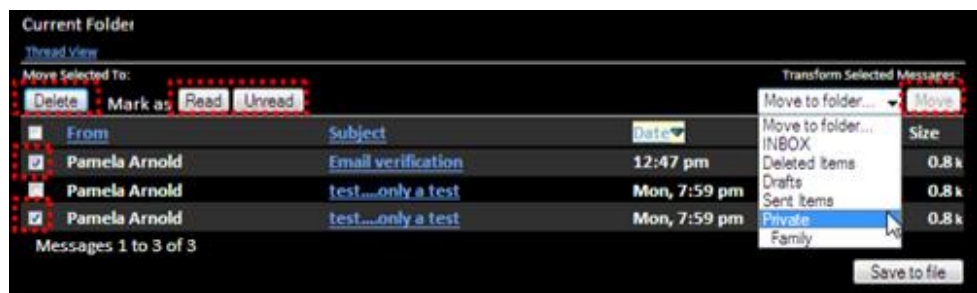 Current Folder
Thread View
Move Selected To: Transform Selected Messages:
Delete Mark as Read Unread Move to folder... Move
From Subject Date Size
Move to folder...
INBOX
Pamela Arnold Email verification 12:47 pm Deleted Items 0.8k
Drafts
Pamela Arnold test....only a test Mon, 7:59 pm 0.8k
Sent Items
Pamela Arnold test....only a test Mon, 7:59 pm Private 0.8k
Family
Messages 1 to 3 of 3
Save to file